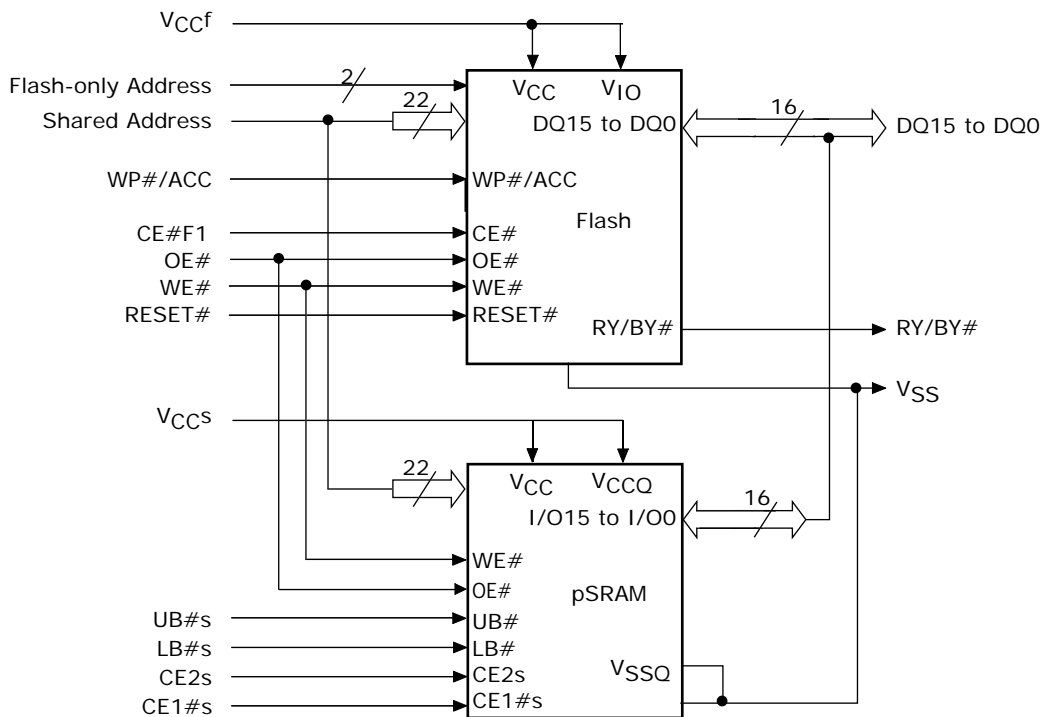 VCCf
Flash-only Address
2
VCC
VIO
Shared Address
22
DQ15 to DQ0
16
DQ15 to DQ0
WP#/ACC
WP#/ACC
Flash
CE#F1
CE#
OE#
OE#
WE#
WE#
RESET#
RESET#
RY/BY#
RY/BY#
VSS
VCCs
22
VCC
VCCQ
I/O15 to I/O0
16
WE#
OE#
pSRAM
UB#s
UB#
LB#s
LB#
VSSQ
CE2s
CE2s
CE1#s
CE1#s